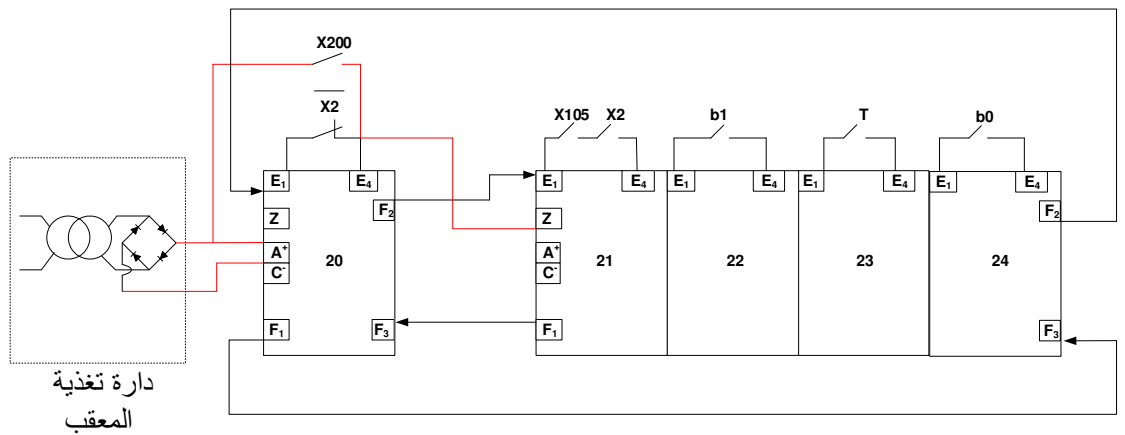 X200
X̅2̅
X105 X2 b1 T b0
E₁ E₄ E₁ E₄ E₁ E₄ E₁ E₄ E₁ E₄
F₂ F₂
Z Z
A⁺ A⁺
20 21 22 23 24
C⁻ C⁻
F₁ F₃ F₁ F₃
دارة تغذية
المعقب